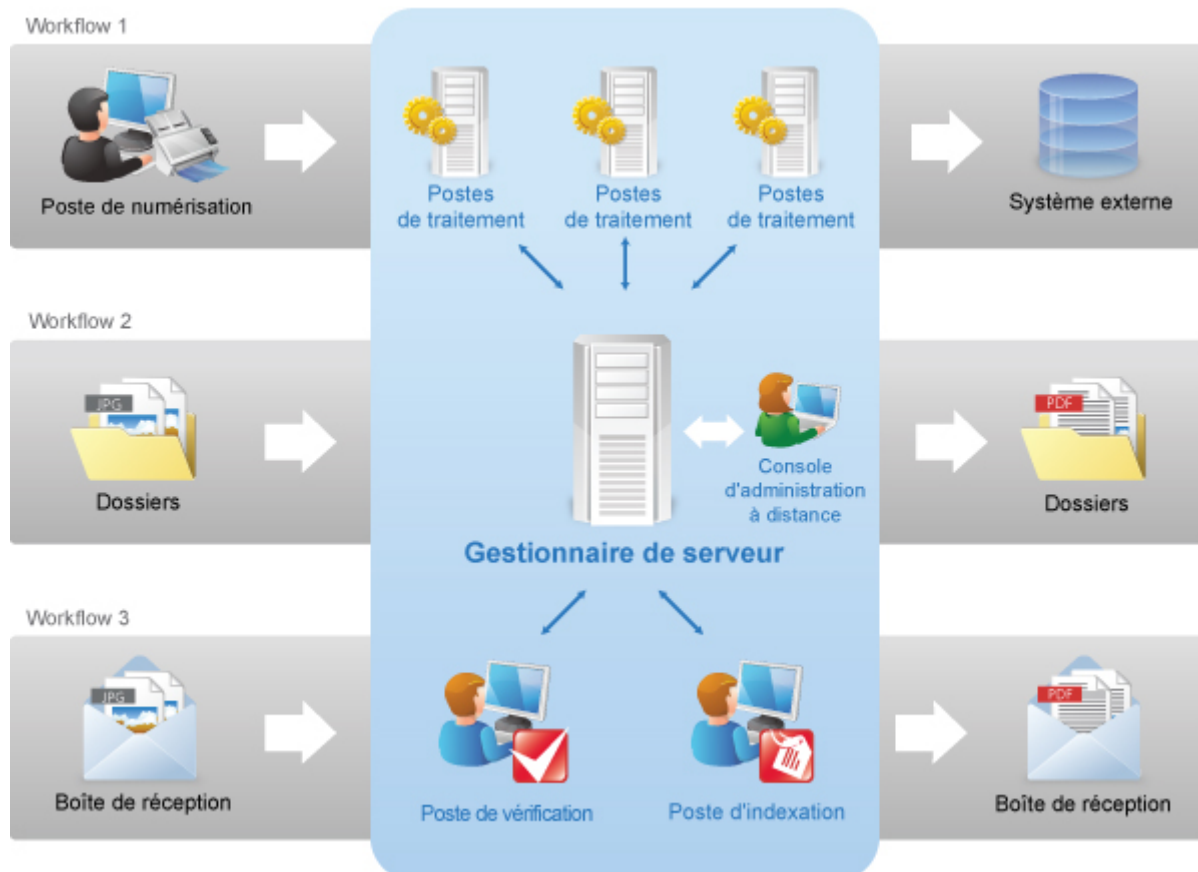 Workflow 1
Poste de numérisation
Postes
de traitement
Postes
de traitement
Postes
de traitement
Système externe
Workflow 2
JPG
Dossiers
Gestionnaire de serveur
Console
d'administration
à distance
PDF
Dossiers
Workflow 3
JPG
Boîte de réception
Poste de vérification
Poste d'indexation
PDF
Boîte de réception